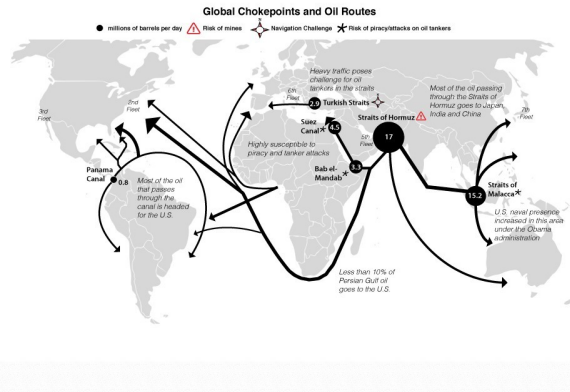 Global Chokepoints and Oil Routes
millions of barrels per day
Risk of mines
Navigation Challenge
Risk of piracy/attacks on oil tankers
N
3rd
Fleet
2nd
Fleet
6th
Fleet
Heavy traffic poses
challenge for oil
tankers in the straits
2.9
Turkish Straits
Most of the oil passing
through the Straits of
Hormuz goes to Japan,
India and China
7th
Fleet
Straits of Hormuz
5th
Fleet
17
Suez
Canal
4.5
Highly susceptible to
piracy and tanker attacks
Bab el-
Mandab
Panama
Canal
0.8
Most of the oil
that passes
through the
canal is headed
for the U.S.
15.2
Straits of
Malacca
U.S. naval presence
increased in this area
under the Obama
administration
Less than 10% of
Persian Gulf oil
goes to the U.S.